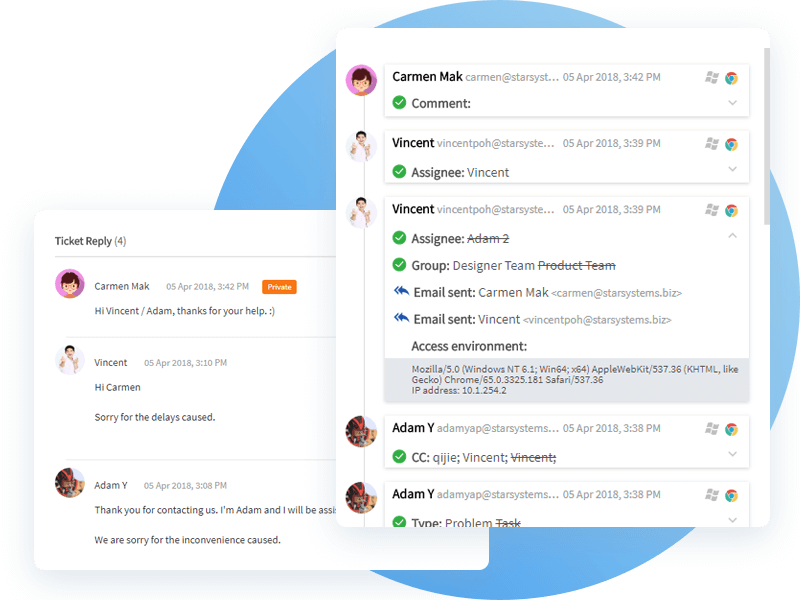 Ticket Reply (4)
Carmen Mak 05 Apr 2018, 3:42 PM Private
Hi Vincent / Adam, thanks for your help. :)
Vincent 05 Apr 2018, 3:10 PM
Hi Carmen
Sorry for the delays caused.
Adam Y 05 Apr 2018, 3:08 PM
Thank you for contacting us. I'm Adam and I will be assis
We are sorry for the inconvenience caused.
Carmen Mak carmen@starsyst... 05 Apr 2018, 3:42 PM
Comment:
Vincent vincentpoh@starsysteme... 05 Apr 2018, 3:39 PM
Assignee: Vincent
Vincent vincentpoh@starsysteme... 05 Apr 2018, 3:39 PM
Assignee: Adam 2
Group: Designer Team Product Team
Email sent: Carmen Mak <carmen@starsystems.biz>
Email sent: Vincent <vincentpoh@starsystems.biz>
Access environment:
Mozilla/5.0 (Windows NT 6.1; Win64; x64) AppleWebKit/537.36 (KHTML, like
Gecko) Chrome/65.0.3325.181 Safari/537.36
IP address: 10.1.254.2
Adam Y adamyap@starsystems... 05 Apr 2018, 3:38 PM
CC: qijie; Vincent; Vincent;
Adam Y adamyap@starsystems... 05 Apr 2018, 3:38 PM
Type: Problem Task